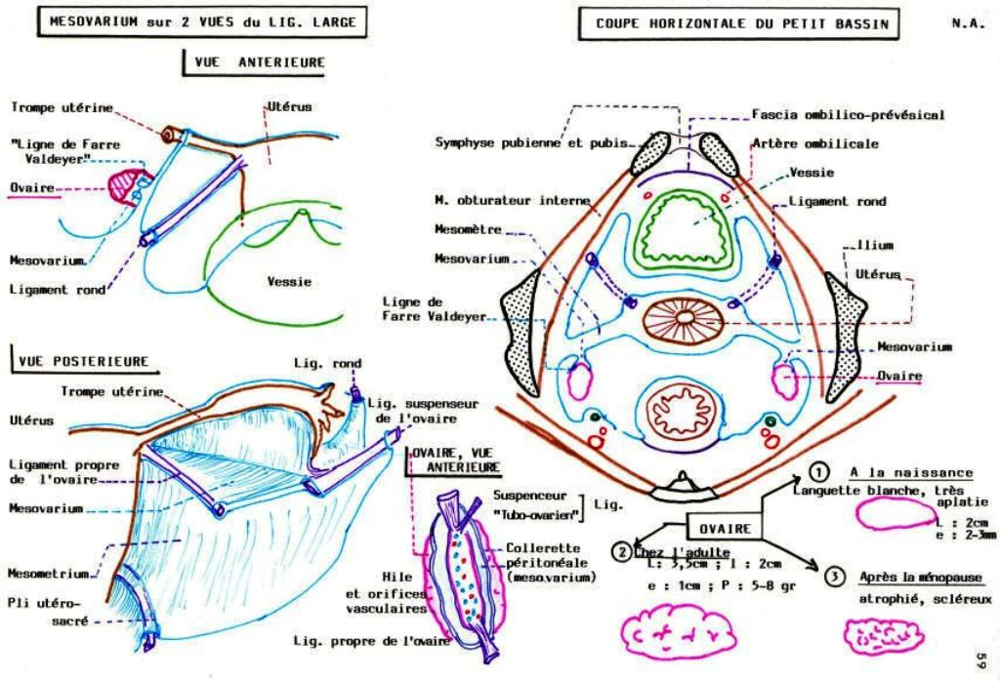 MESOVARIUM sur 2 VUES du LIG. LARGE
VUE ANTERIEURE
Trompe utérine
Utérus
"Ligne de Farre
Valdeyer"
Ovaire
Mesovarium
Ligament rond
Vessie
VUE POSTERIEURE
Lig. rond
Trompe utérine
Lig. suspenseur
de l'ovaire
Utérus
Ligament propre
de l'ovaire
Mesovarium
Mesometrium
Pli utéro-
sacré
OVAIRE, VUE
ANTERIEURE
Suspenseur
"Tubo-ovarien"
Lig.
Collerette
péritonéale
(mesovarium)
Hile
et orifices
vasculaires
Lig. propre de l'ovaire
COUPE HORIZONTALE DU PETIT BASSIN
N.A.
Fascia ombilico-prévésical
Symphyse pubienne et pubis
Artère ombilicale
Vessie
M. obturateur interne
Ligament rond
Mesomètre
Mesovarium
Ilium
Utérus
Ligne de
Farre Valdeyer
Mesovarium
Ovaire
OVAIRE
1 A la naissance
Languette blanche, très
aplatie
L : 2cm
e : 2-3mm
2 Chez l'adulte
L: 3,5cm ; l : 2cm
e : 1cm ; P : 5-8 gr
3 Après la ménopause
atrophié, scléreux
59